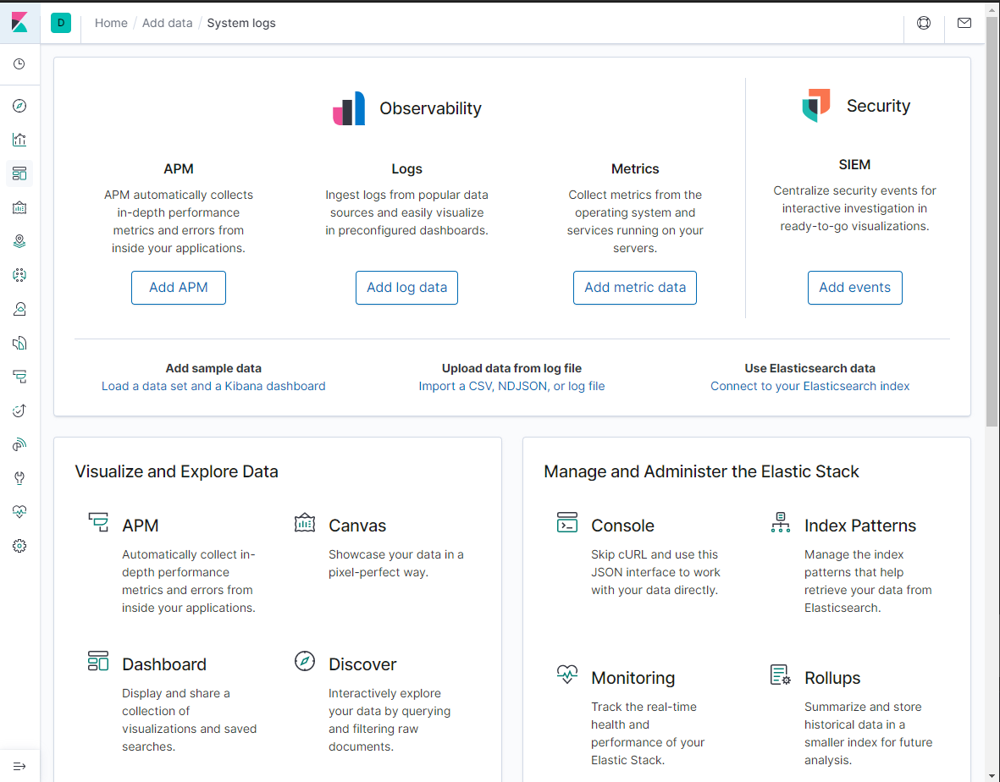 D
Home / Add data / System logs
Observability
Security
APM
APM automatically collects
in-depth performance
metrics and errors from
inside your applications.
Add APM
Logs
Ingest logs from popular data
sources and easily visualize
in preconfigured dashboards.
Add log data
Metrics
Collect metrics from the
operating system and
services running on your
servers.
Add metric data
SIEM
Centralize security events for
interactive investigation in
ready-to-go visualizations.
Add events
Add sample data
Load a data set and a Kibana dashboard
Upload data from log file
Import a CSV, NDJSON, or log file
Use Elasticsearch data
Connect to your Elasticsearch index
Visualize and Explore Data
APM
Automatically collect in-
depth performance
metrics and errors from
inside your applications.
Canvas
Showcase your data in a
pixel-perfect way.
Dashboard
Display and share a
collection of
visualizations and saved
searches.
Discover
Interactively explore
your data by querying
and filtering raw
documents.
Manage and Administer the Elastic Stack
Console
Skip cURL and use this
JSON interface to work
with your data directly.
Index Patterns
Manage the index
patterns that help
retrieve your data from
Elasticsearch.
Monitoring
Track the real-time
health and
performance of your
Elastic Stack.
Rollups
Summarize and store
historical data in a
smaller index for future
analysis.